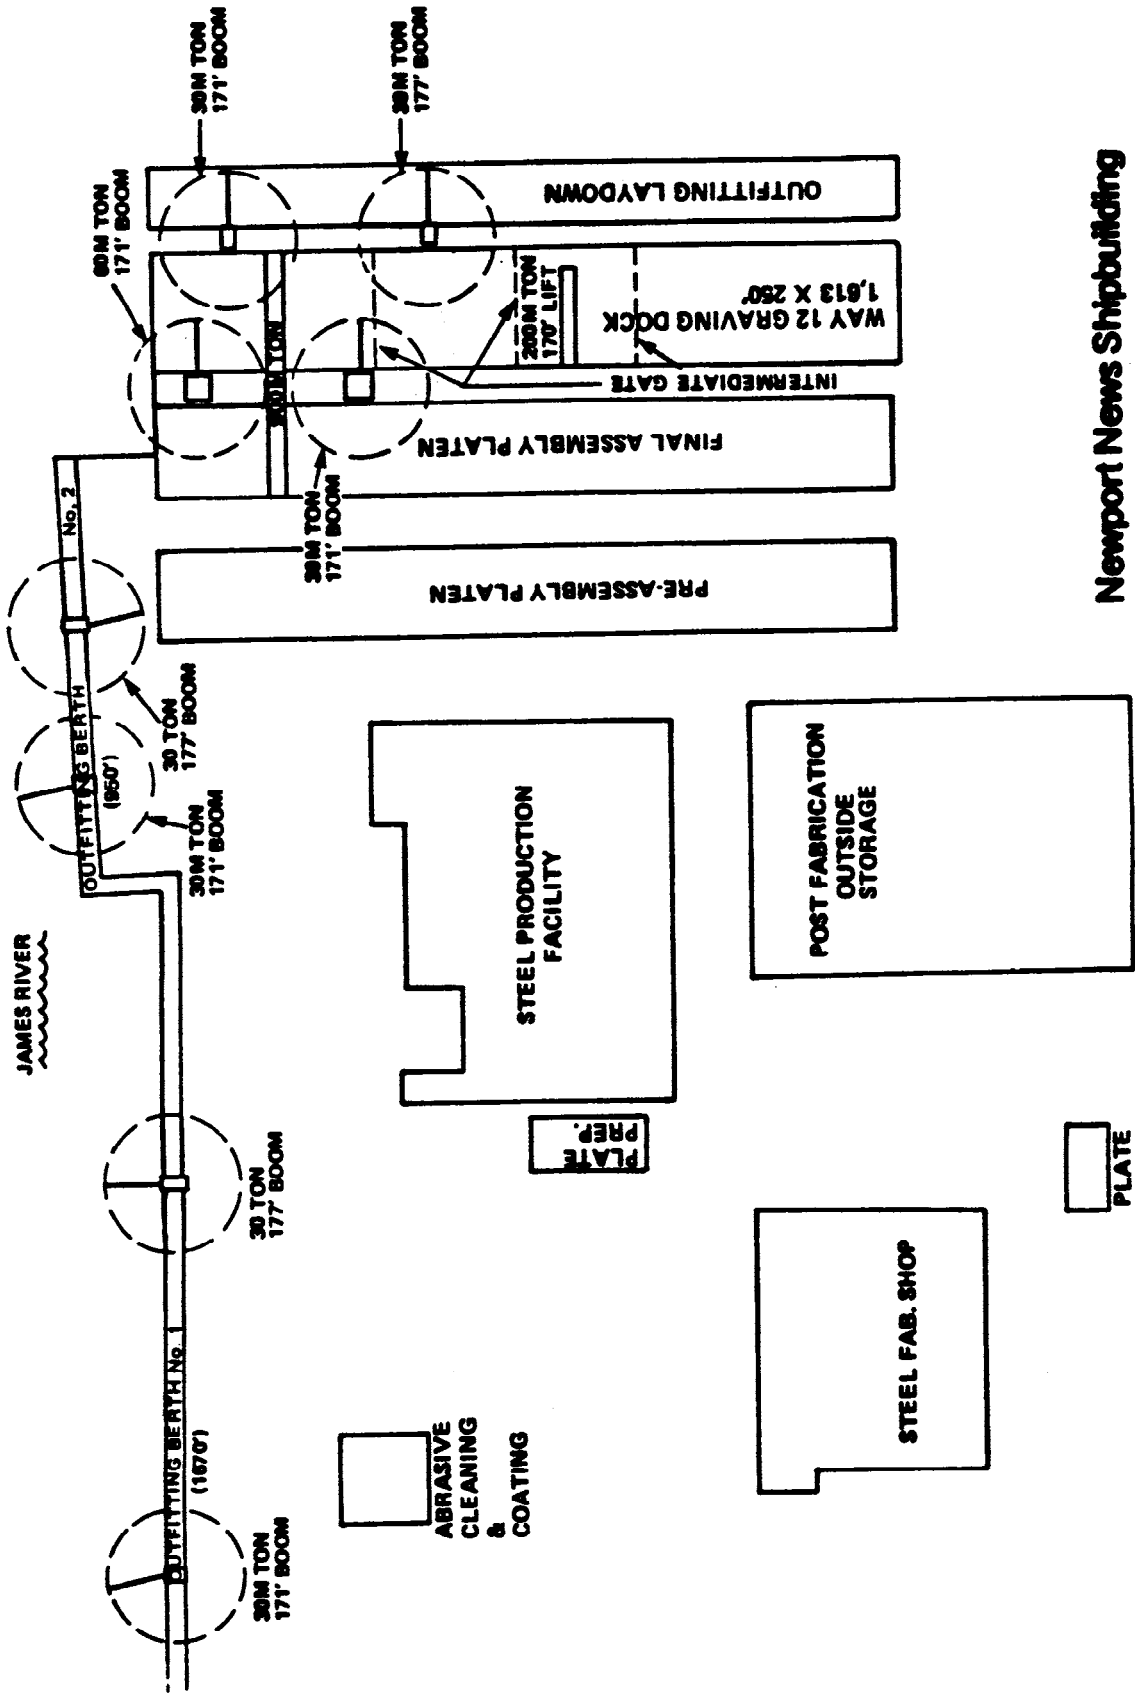 JAMES RIVER
OUTFITTING BERTH No. 1
(1670')
30M TON
171' BOOM
30 TON
177' BOOM
OUTFITTING BERTH
No. 2
(950')
30M TON
171' BOOM
30 TON
177' BOOM
60M TON
171' BOOM
30M TON
171' BOOM
30M TON
177' BOOM
30M TON
171' BOOM
900M TON
200M TON
170' LIFT
WAY 12 GRAVING DOCK
1,613 X 250'
INTERMEDIATE GATE
OUTFITTING LAYDOWN
FINAL ASSEMBLY PLATEN
PRE-ASSEMBLY PLATEN
ABRASIVE
CLEANING
&
COATING
STEEL PRODUCTION
FACILITY
PLATE
PREP.
POST FABRICATION
OUTSIDE
STORAGE
STEEL FAB. SHOP
PLATE
Newport News Shipbuilding